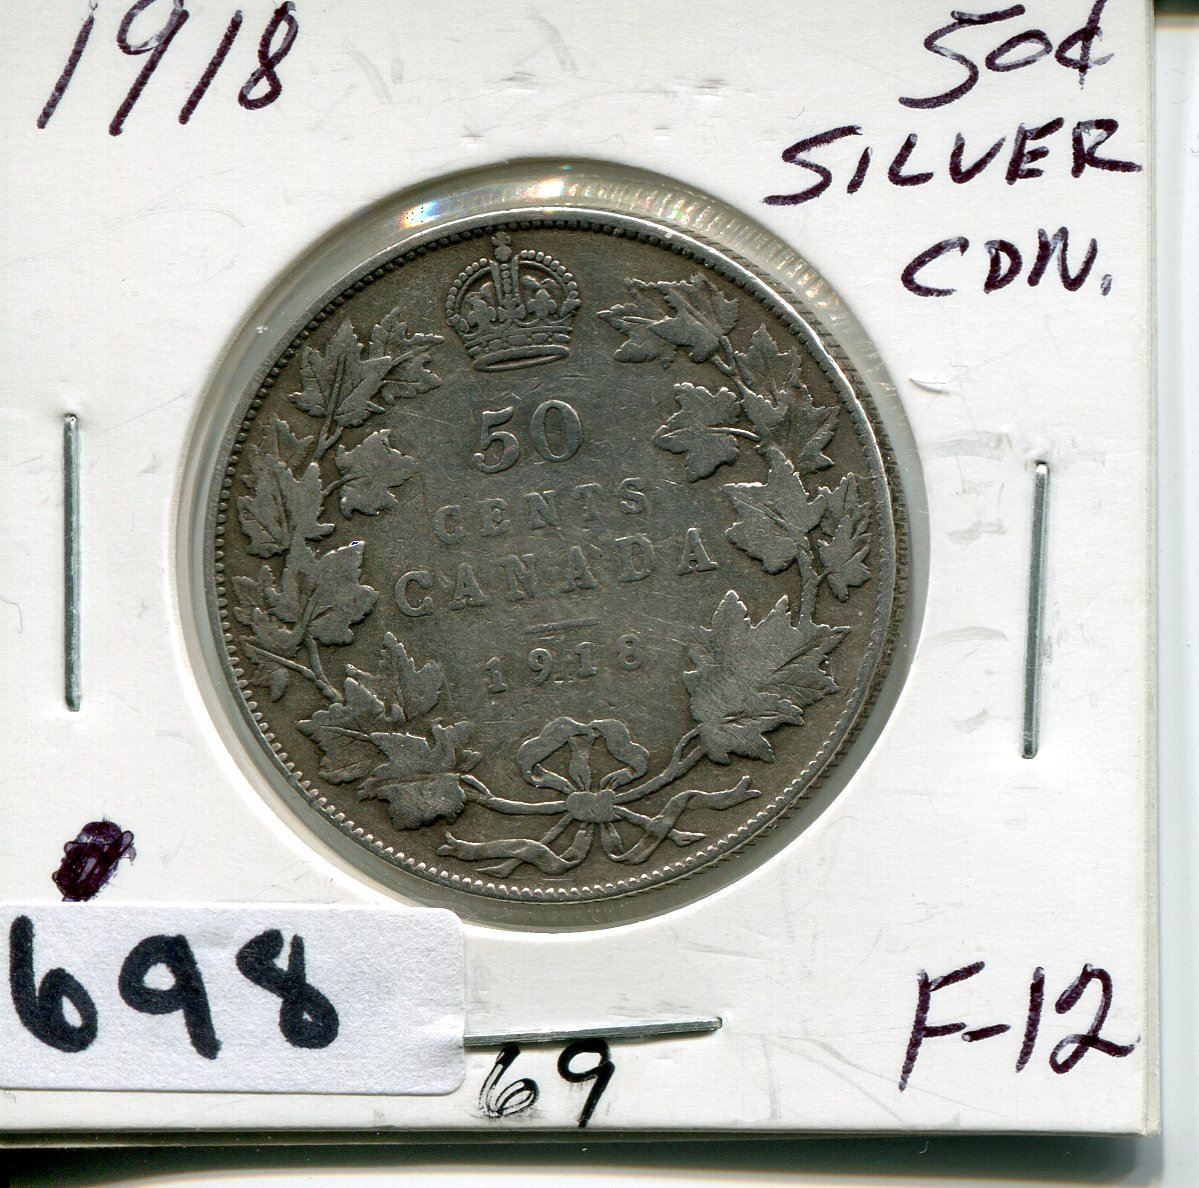 1918
50¢
SILVER
CDN.
50
CENTS
CANADA
1918
698
F-12
69